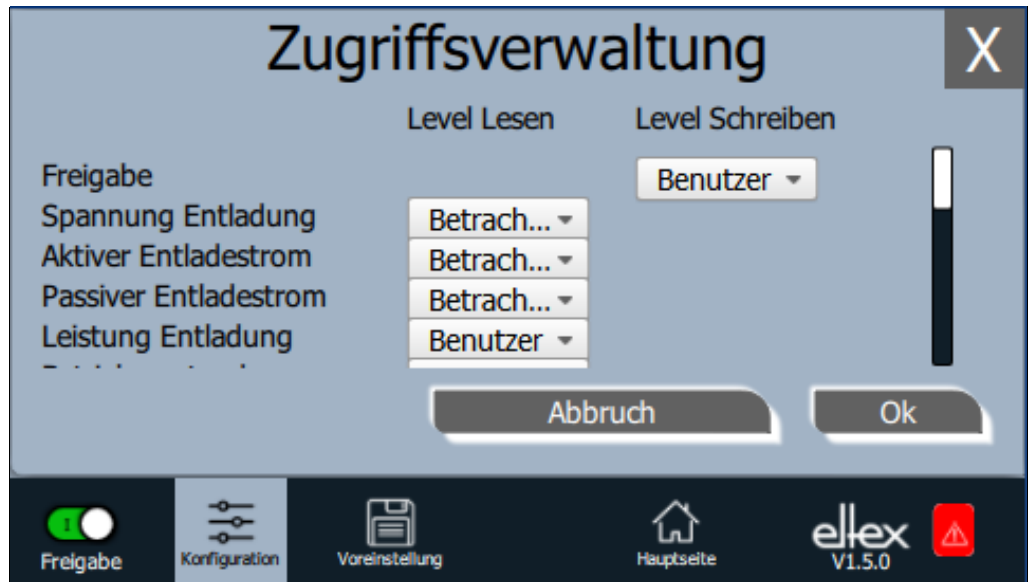 Zugriffsverwaltung X
Level Lesen Level Schreiben
Freigabe Benutzer
Spannung Entladung Betrach...
Aktiver Entladestrom Betrach...
Passiver Entladestrom Betrach...
Leistung Entladung Benutzer
Abbruch Ok
I
Freigabe Konfiguration Voreinstellung Hauptseite eltex V1.5.0